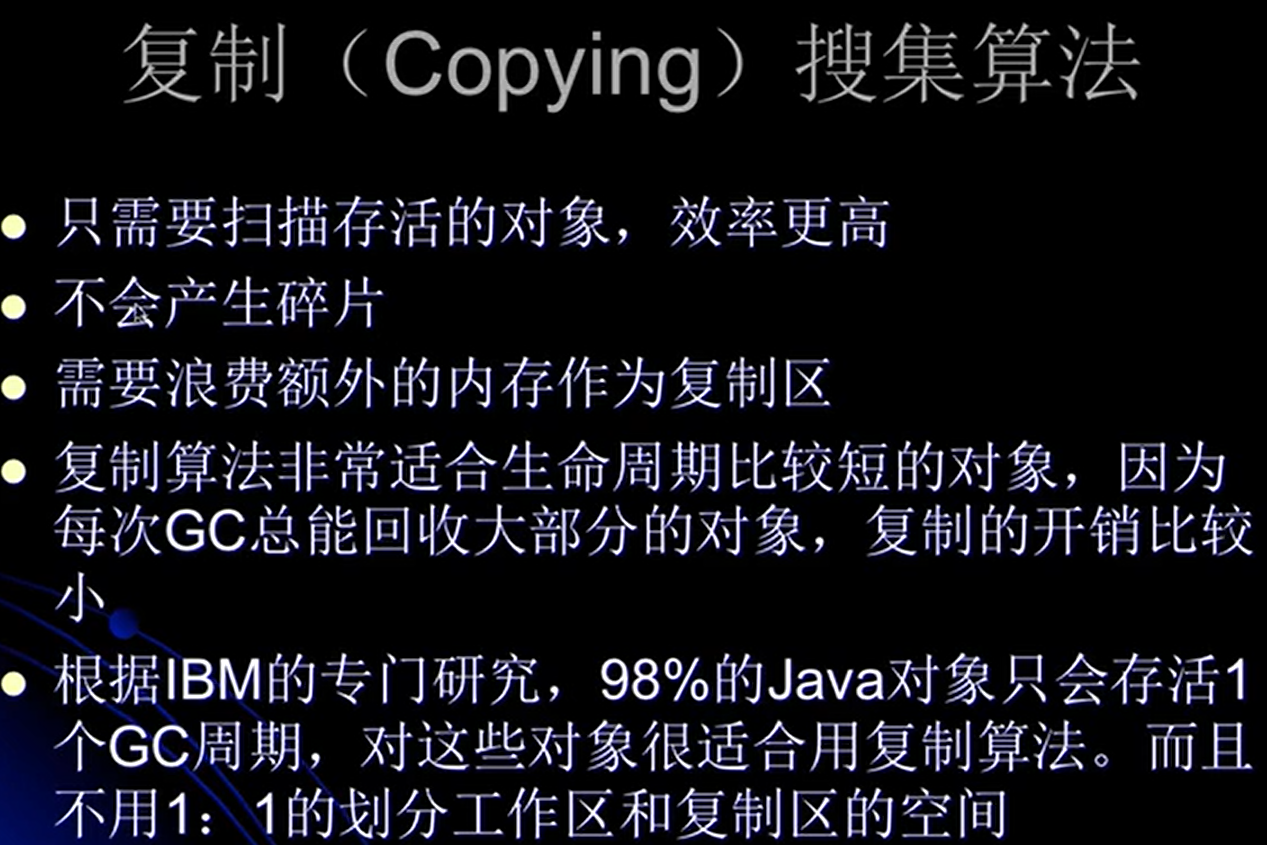 复制（Copying）搜集算法
只需要扫描存活的对象，效率更高
不会产生碎片
需要浪费额外的内存作为复制区
复制算法非常适合生命周期比较短的对象，因为
每次GC总能回收大部分的对象，复制的开销比较
小
根据IBM的专门研究，98%的Java对象只会存活1
个GC周期，对这些对象很适合用复制算法。而且
不用1：1的划分工作区和复制区的空间